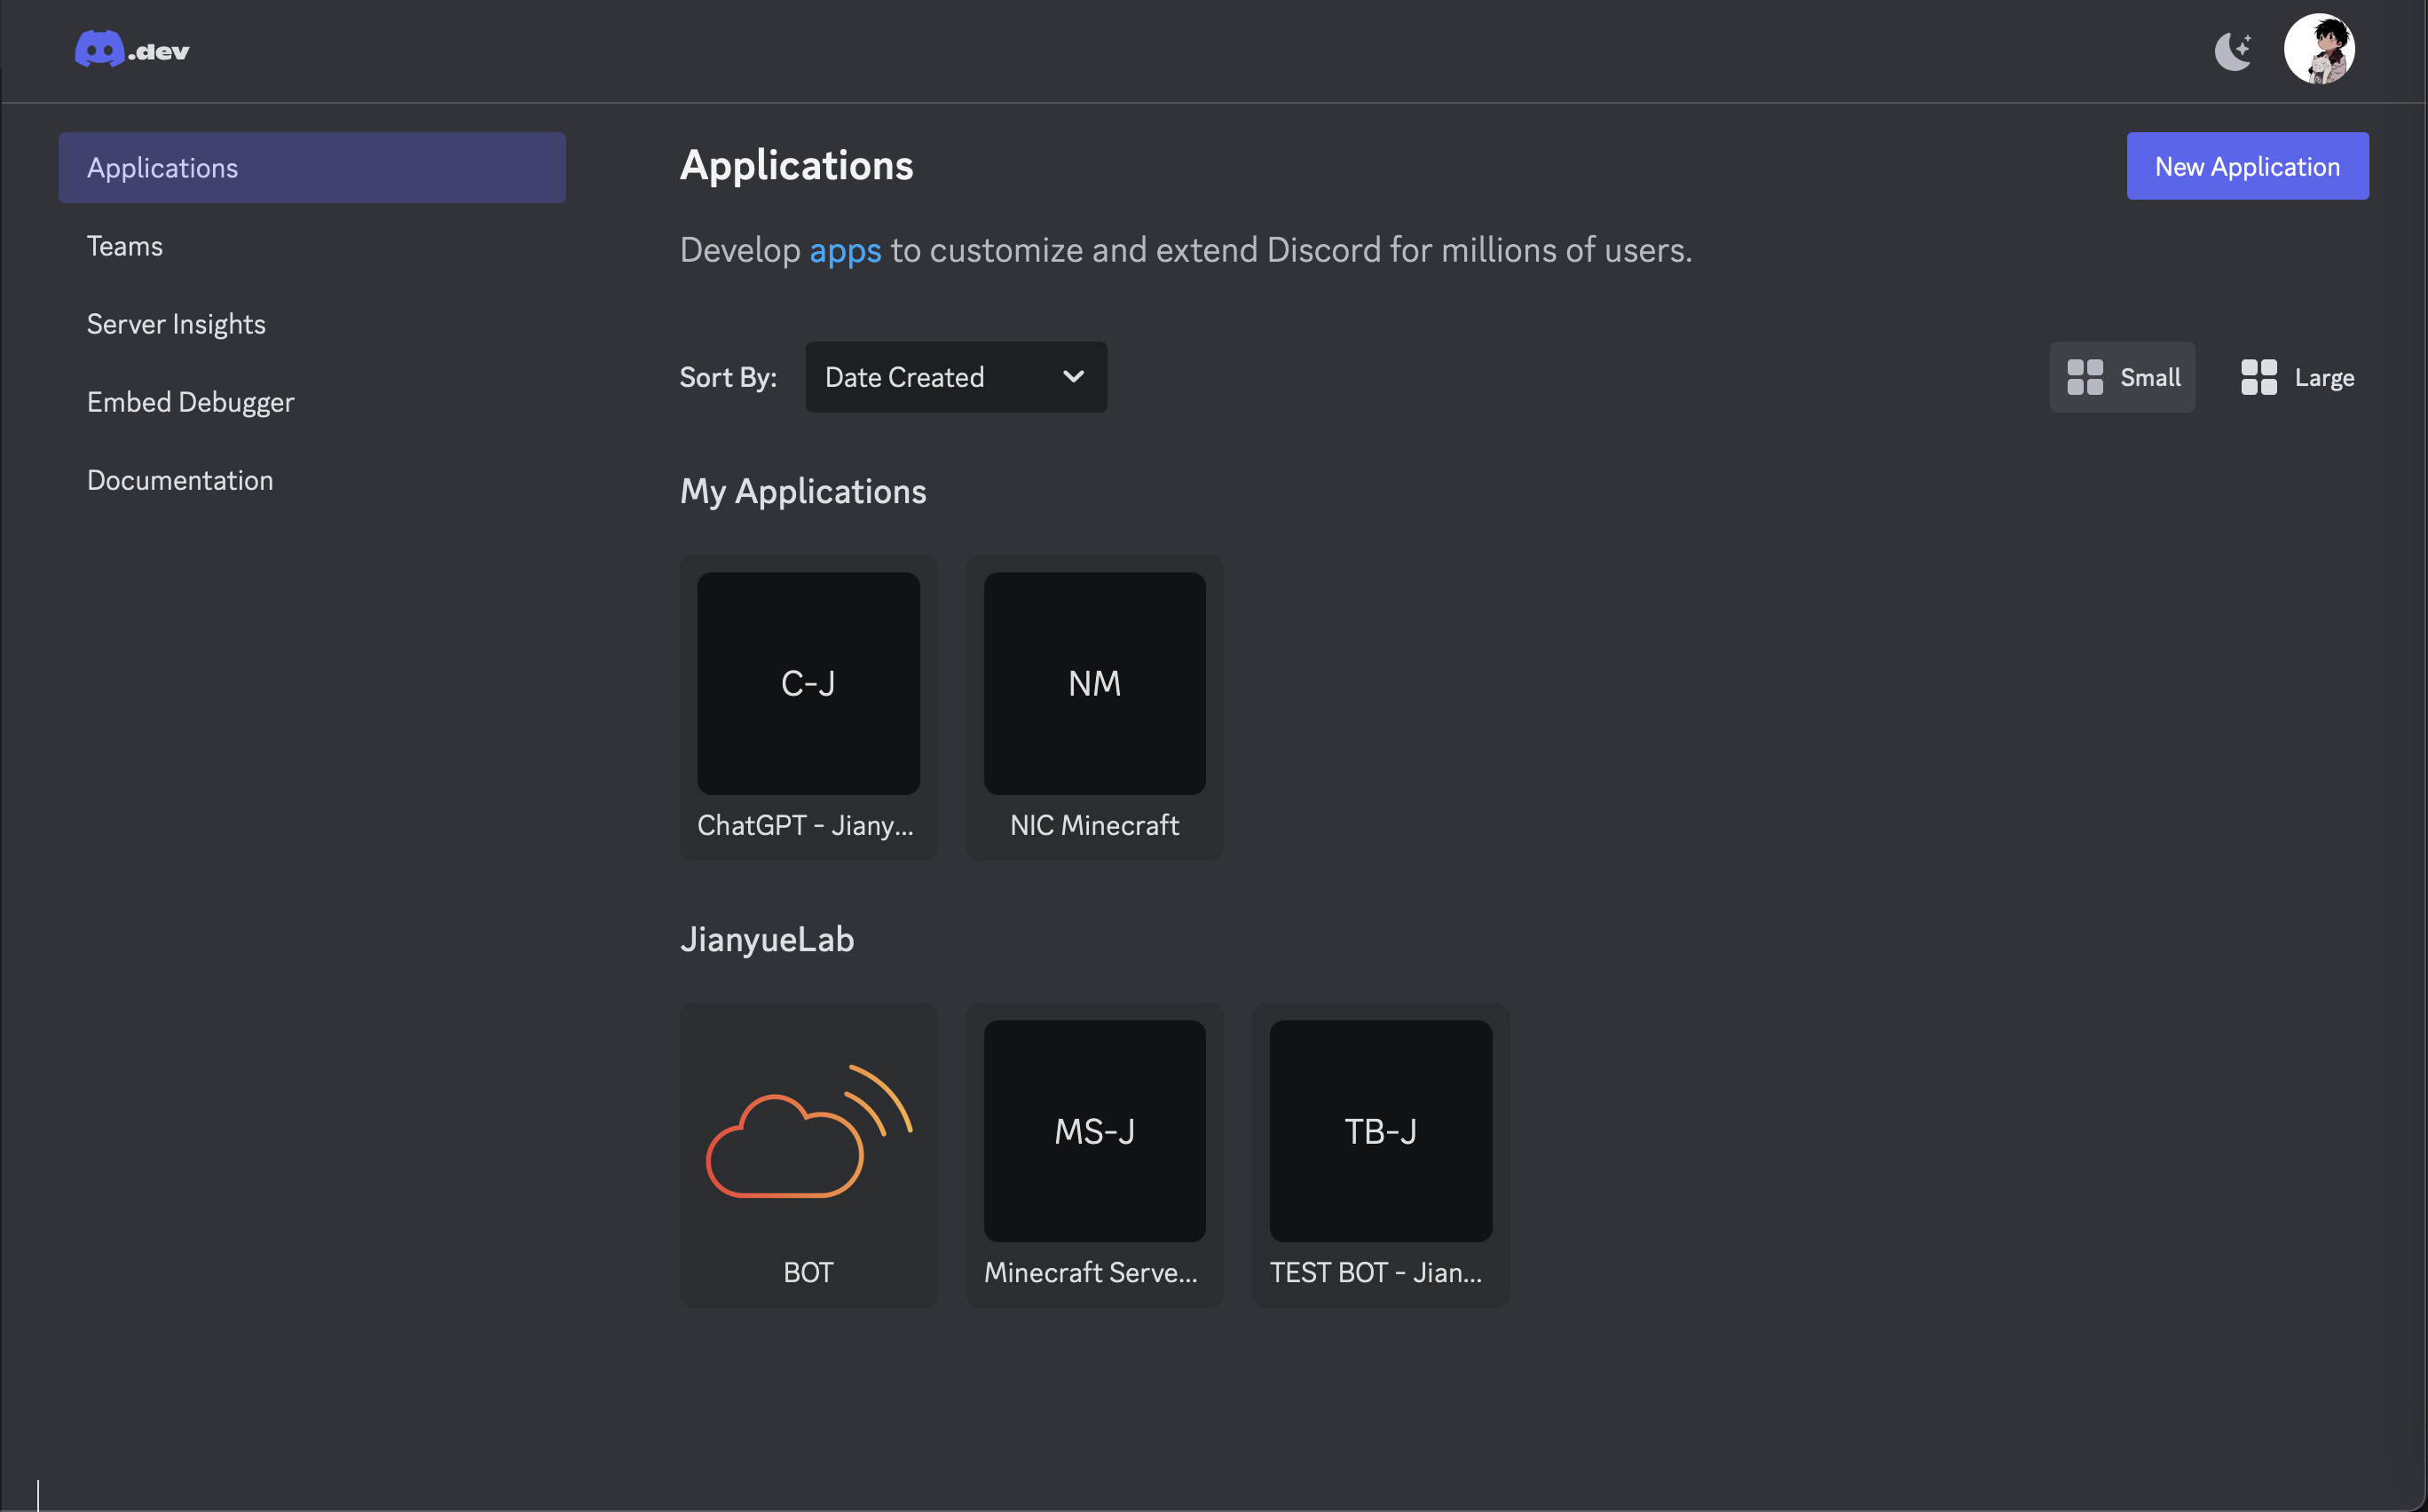 .dev
Applications
Teams
Server Insights
Embed Debugger
Documentation
Applications
New Application
Develop apps to customize and extend Discord for millions of users.
Sort By: Date Created
Small Large
My Applications
C-J
NM
ChatGPT - Jiany...
NIC Minecraft
JianyueLab
MS-J
TB-J
BOT
Minecraft Serve...
TEST BOT - Jian...